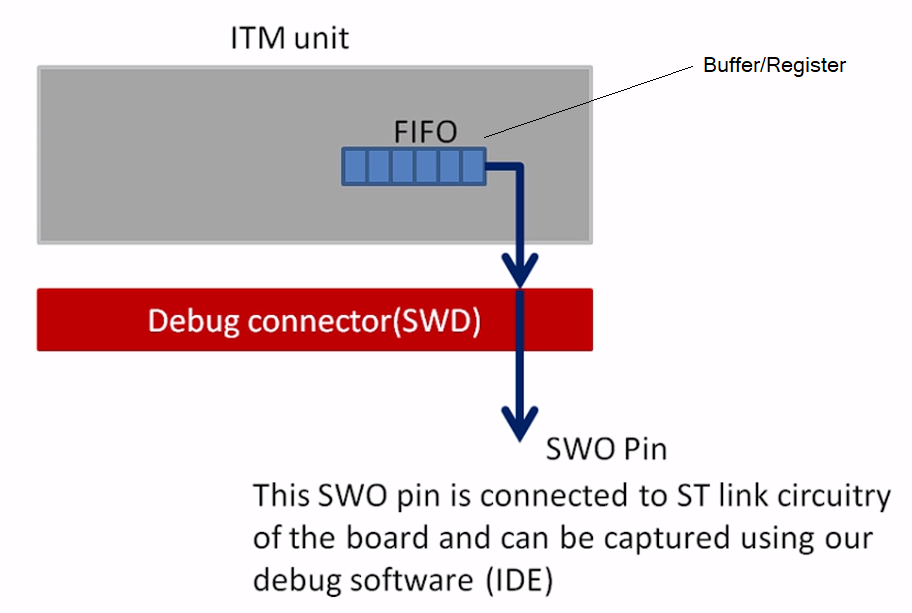 ITM unit
Buffer/Register
FIFO
Debug connector(SWD)
SWO Pin
This SWO pin is connected to ST link circuitry
of the board and can be captured using our
debug software (IDE)